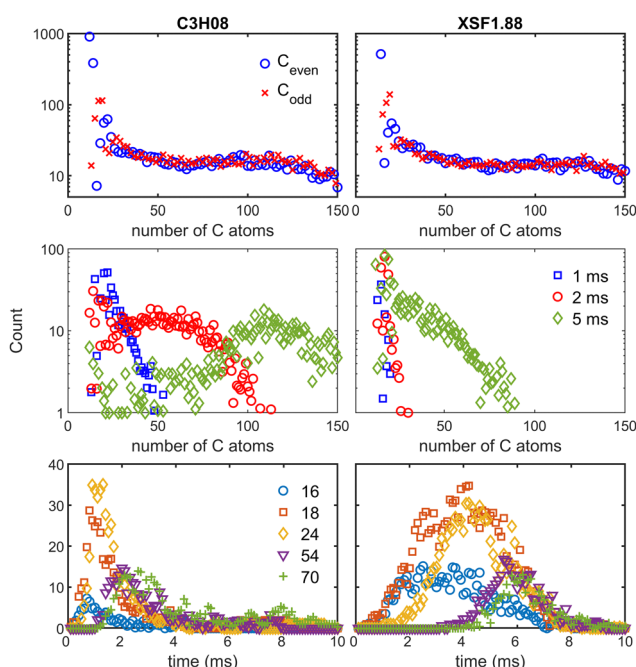 C3H08
XSF1.88
1000
100
10
C_even
C_odd
0 50 100 150
0 50 100 150
number of C atoms
number of C atoms
Count
100
10
1
1 ms
2 ms
5 ms
0 50 100 150
0 50 100 150
number of C atoms
number of C atoms
40
30
20
10
0
16
18
24
54
70
0 2 4 6 8 10
0 2 4 6 8 10
time (ms)
time (ms)